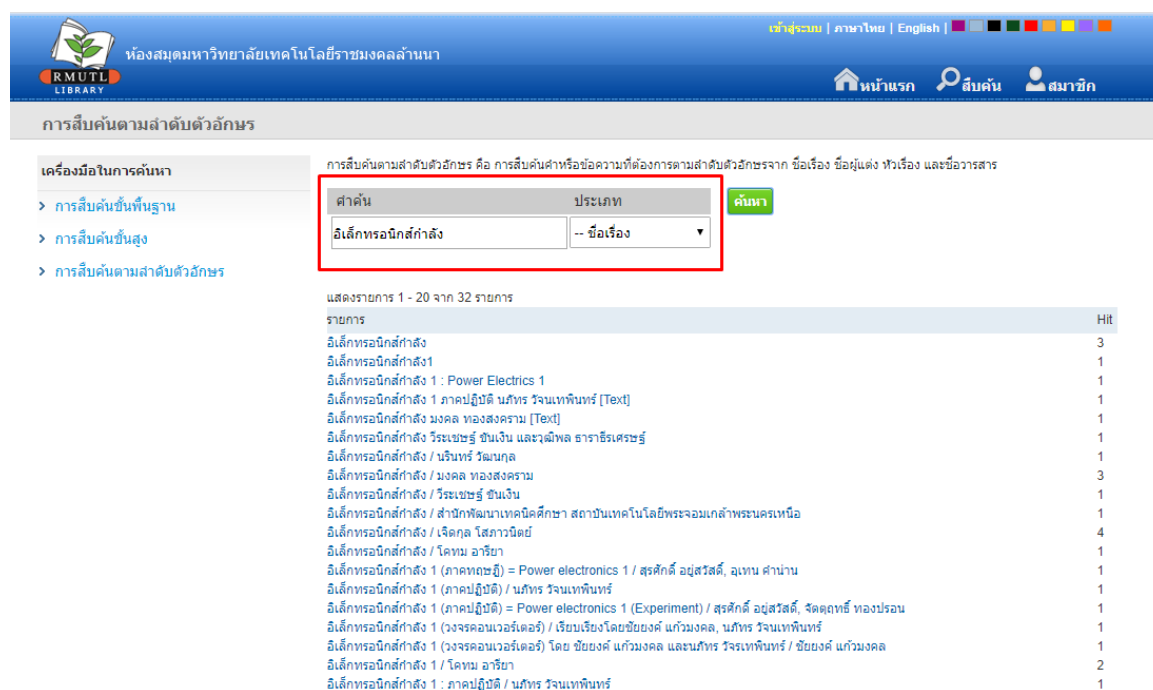 เข้าสู่ระบบ | ภาษาไทย | English |
ห้องสมุดมหาวิทยาลัยเทคโนโลยีราชมงคลล้านนา
RMUTL
LIBRARY
หน้าแรก สืบค้น สมาชิก
การสืบค้นตามลำดับตัวอักษร
เครื่องมือในการค้นหา
การสืบค้นขั้นพื้นฐาน
การสืบค้นขั้นสูง
การสืบค้นตามลำดับตัวอักษร
การสืบค้นตามลำดับตัวอักษร คือ การสืบค้นคำหรือข้อความที่ต้องการตามลำดับตัวอักษรจาก ชื่อเรื่อง ชื่อผู้แต่ง หัวเรื่อง และชื่อวารสาร
คำค้น ประเภท ค้นหา
อิเล็กทรอนิกส์กำลัง -- ชื่อเรื่อง
แสดงรายการ 1 - 20 จาก 32 รายการ
รายการ Hit
อิเล็กทรอนิกส์กำลัง 3
อิเล็กทรอนิกส์กำลัง1 1
อิเล็กทรอนิกส์กำลัง 1 : Power Electrics 1 1
อิเล็กทรอนิกส์กำลัง 1 ภาคปฏิบัติ นภัทร วัจนเทพินทร์ [Text] 1
อิเล็กทรอนิกส์กำลัง มงคล ทองสงคราม [Text] 1
อิเล็กทรอนิกส์กำลัง วีระเชษฐ์ ขันเงิน และวุฒิพล ธาราธีรเศรษฐ์ 1
อิเล็กทรอนิกส์กำลัง / นรินทร์ วัฒนกุล 1
อิเล็กทรอนิกส์กำลัง / มงคล ทองสงคราม 3
อิเล็กทรอนิกส์กำลัง / วีระเชษฐ์ ขันเงิน 1
อิเล็กทรอนิกส์กำลัง / สำนักพัฒนาเทคนิคศึกษา สถาบันเทคโนโลยีพระจอมเกล้าพระนครเหนือ 1
อิเล็กทรอนิกส์กำลัง / เจิดกุล โสภาวนิตย์ 4
อิเล็กทรอนิกส์กำลัง / โคทม อารียา 1
อิเล็กทรอนิกส์กำลัง 1 (ภาคทฤษฎี) = Power electronics 1 / สุรศักดิ์ อยู่สวัสดิ์, อุเทน คำน่าน 1
อิเล็กทรอนิกส์กำลัง 1 (ภาคปฏิบัติ) / นภัทร วัจนเทพินทร์ 1
อิเล็กทรอนิกส์กำลัง 1 (ภาคปฏิบัติ) = Power electronics 1 (Experiment) / สุรศักดิ์ อยู่สวัสดิ์, จัตตุฤทธิ์ ทองปรอน 1
อิเล็กทรอนิกส์กำลัง 1 (วงจรคอนเวอร์เตอร์) / เรียบเรียงโดยชัยยงค์ แก้วมงคล, นภัทร วัจนเทพินทร์ 1
อิเล็กทรอนิกส์กำลัง 1 (วงจรคอนเวอร์เตอร์) โดย ชัยยงค์ แก้วมงคล และนภัทร วัจรเทพินทร์ / ชัยยงค์ แก้วมงคล 1
อิเล็กทรอนิกส์กำลัง 1 / โคทม อารียา 2
อิเล็กทรอนิกส์กำลัง 1 : ภาคปฏิบัติ / นภัทร วัจนเทพินทร์ 1